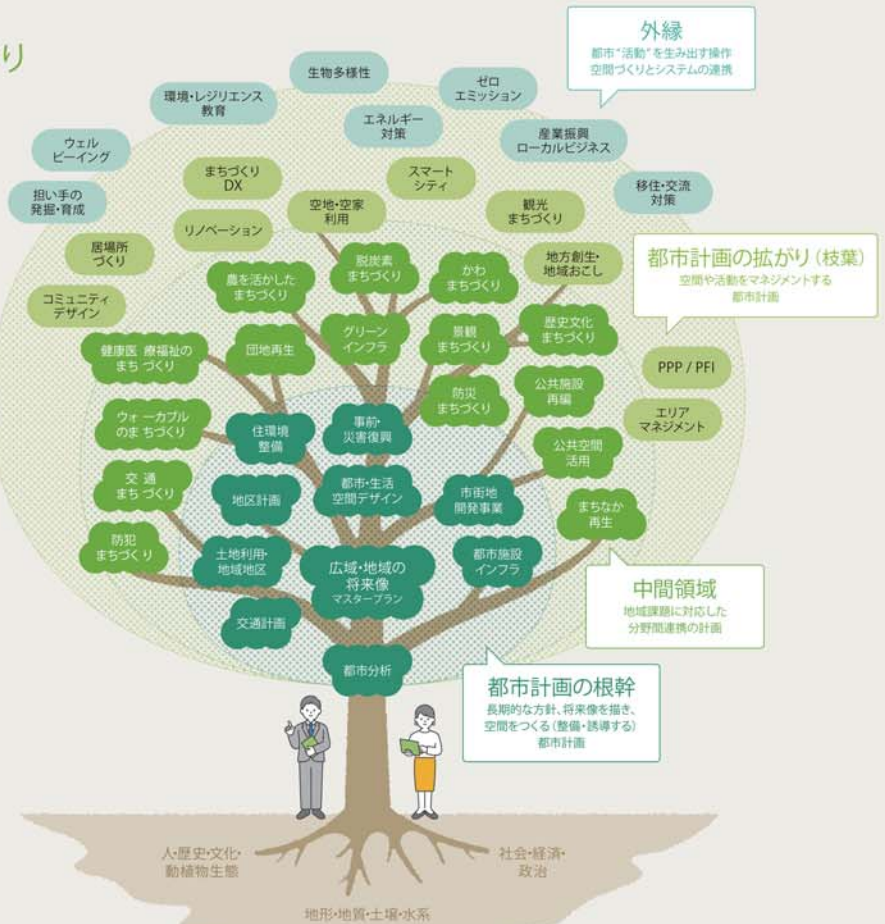 り
外縁
都市“活動”を生み出す操作
空間づくりとシステムの連携
生物多様性
ゼロ
エミッション
環境・レジリエンス
教育
エネルギー
対策
産業振興
ローカルビジネス
ウェル
ビーイング
担い手の
発掘・育成
移住・交流
対策
まちづくり
DX
スマート
シティ
空地・空家
利用
観光
まちづくり
リノベーション
居場所
づくり
地方創生・
地域おこし
コミュニティ
デザイン
都市計画の拡がり（枝葉）
空間や活動をマネジメントする
都市計画
PPP / PFI
エリア
マネジメント
農を活かした
まちづくり
脱炭素
まちづくり
かわ
まちづくり
健康医 療福祉の
まち づくり
団地再生
グリーン
インフラ
景観
まちづくり
歴史文化
まちづくり
防災
まちづくり
公共施設
再編
ウォ ーカブル
のま ちづくり
公共空間
活用
交 通
まち づくり
まちなか
再生
防犯
まちづくり
住環境
整備
事前・
災害復興
地区計画
都市・生活
空間デザイン
市街地
開発事業
土地利用・
地域地区
広域・地域の
将来像
マスタープラン
都市施設
インフラ
交通計画
都市分析
中間領域
地域課題に対応した
分野間連携の計画
都市計画の根幹
長期的な方針、将来像を描き、
空間をつくる（整備・誘導する）
都市計画
人・歴史・文化・
動植物生態
社会・経済・
政治
地形・地質・土壌・水系